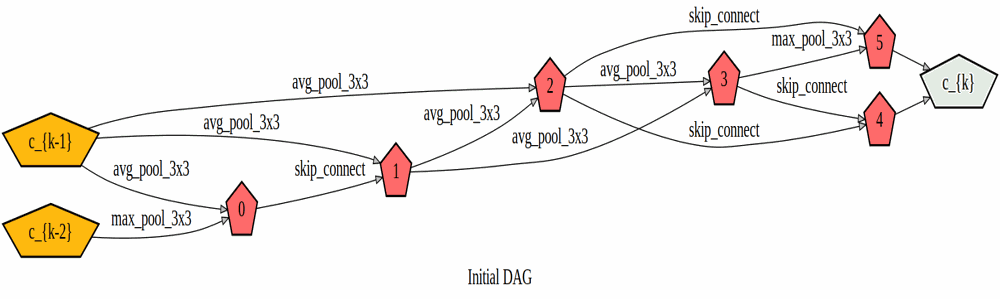 skip_connect
max_pool_3x3
5
avg_pool_3x3
avg_pool_3x3
2
3
c_{k}
skip_connect
avg_pool_3x3
4
c_{k-1}
avg_pool_3x3
skip_connect
avg_pool_3x3
avg_pool_3x3
skip_connect
1
max_pool_3x3
0
c_{k-2}
Initial DAG